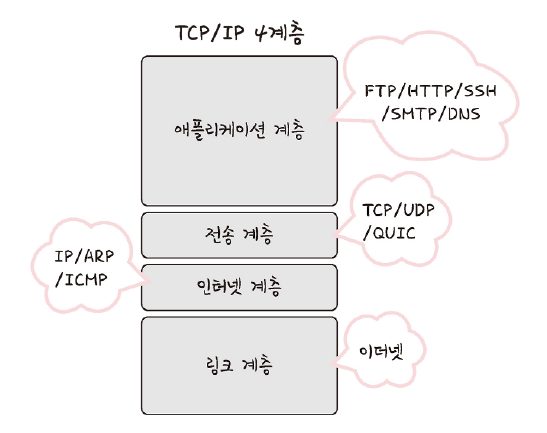 TCP/IP 4계층
FTP/HTTP/SSH
/SMTP/DNS
애플리케이션 계층
TCP/UDP
/QUIC
전송 계층
IP/ARP
/ICMP
인터넷 계층
이더넷
링크 계층